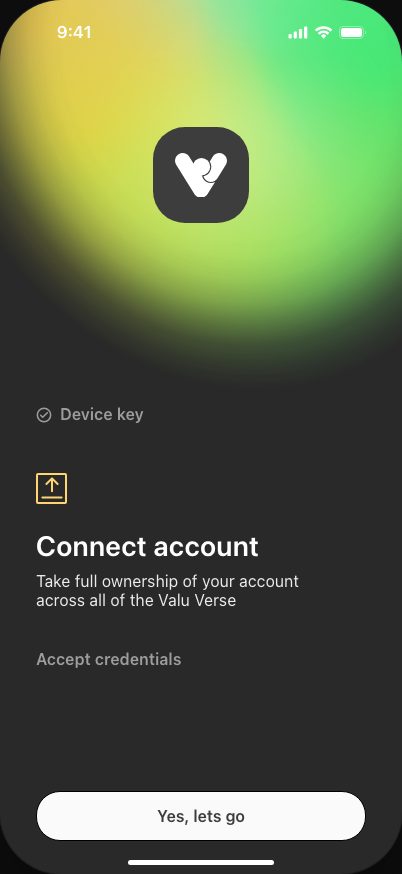 9:41
Device key
Connect account
Take full ownership of your account
across all of the Valu Verse
Accept credentials
Yes, lets go